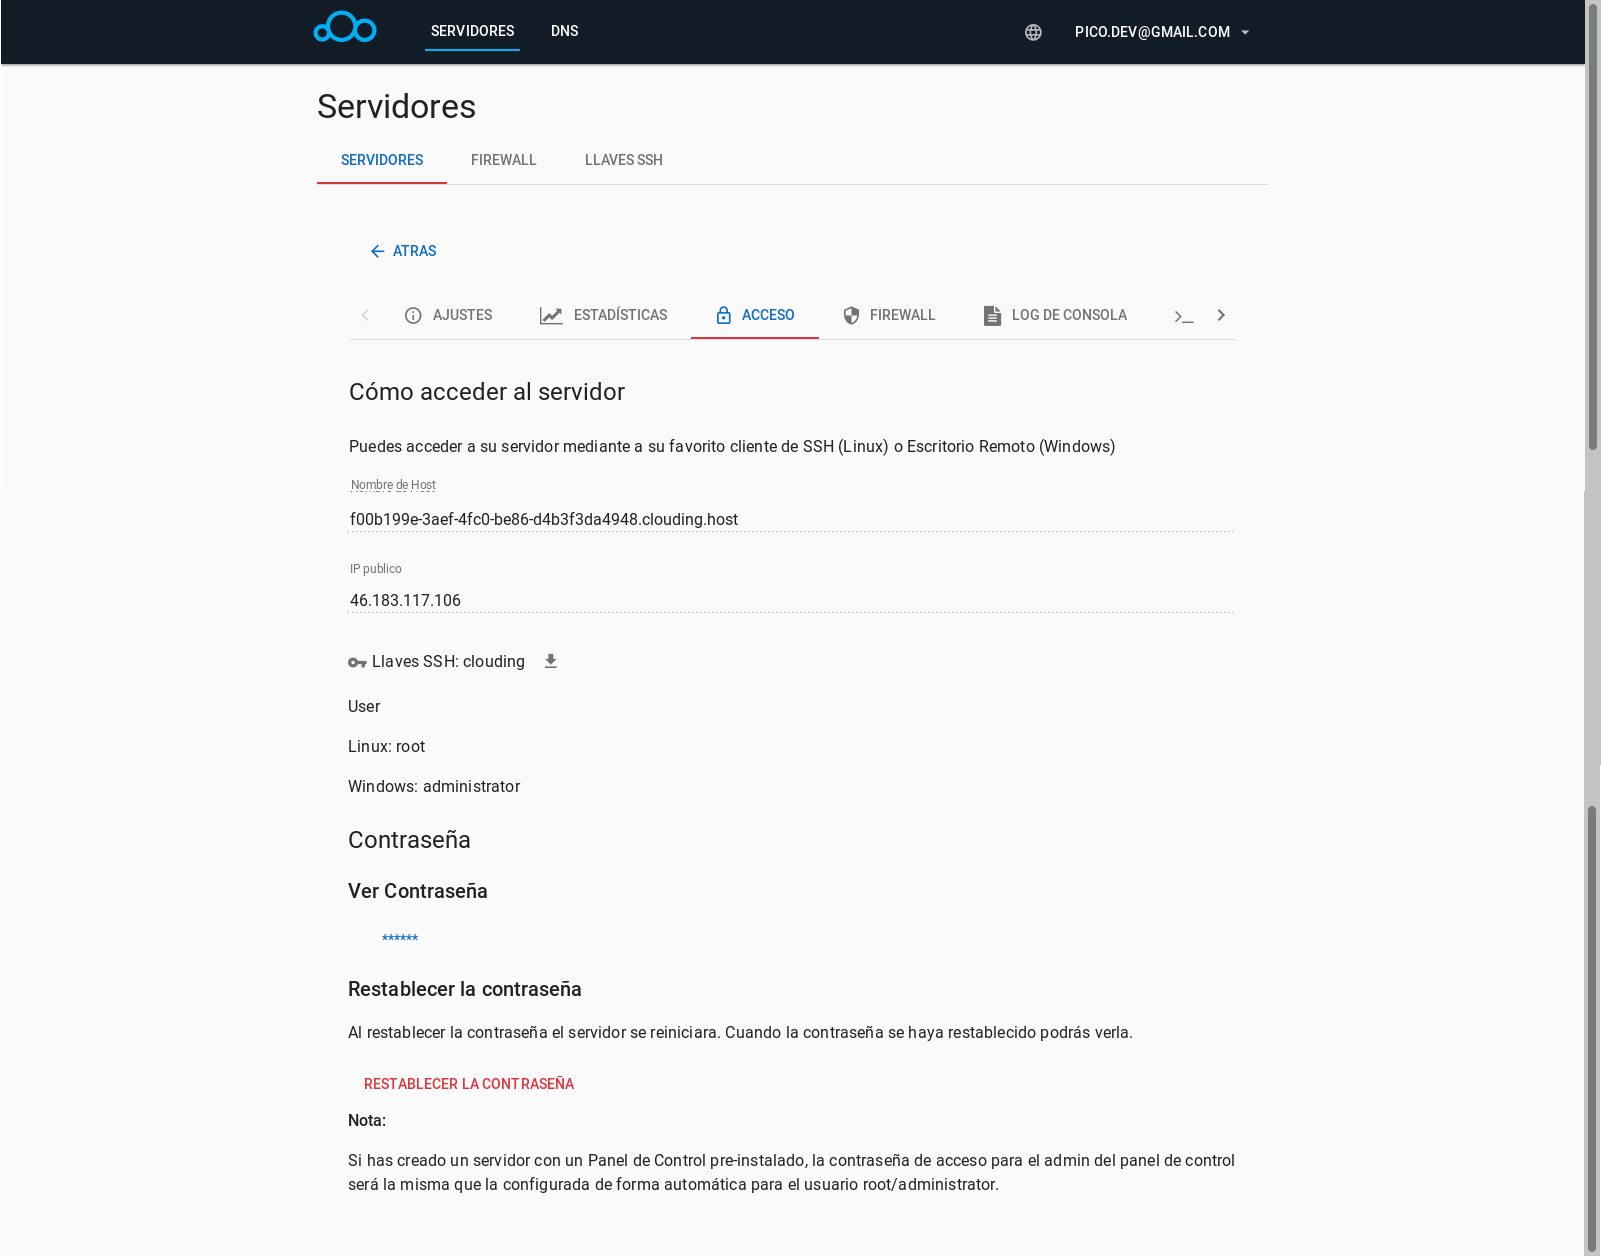 SERVIDORES DNS PICO.DEV@GMAIL.COM
Servidores
SERVIDORES FIREWALL LLAVES SSH
ATRAS
AJUSTES ESTADÍSTICAS ACCESO FIREWALL LOG DE CONSOLA
Cómo acceder al servidor
Puedes acceder a su servidor mediante a su favorito cliente de SSH (Linux) o Escritorio Remoto (Windows)
Nombre de Host
f00b199e-3aef-4fc0-be86-d4b3f3da4948.clouding.host
IP publico
46.183.117.106
Llaves SSH: clouding
User
Linux: root
Windows: administrator
Contraseña
Ver Contraseña
******
Restablecer la contraseña
Al restablecer la contraseña el servidor se reiniciara. Cuando la contraseña se haya restablecido podrás verla.
RESTABLECER LA CONTRASEÑA
Nota:
Si has creado un servidor con un Panel de Control pre-instalado, la contraseña de acceso para el admin del panel de control
será la misma que la configurada de forma automática para el usuario root/administrator.